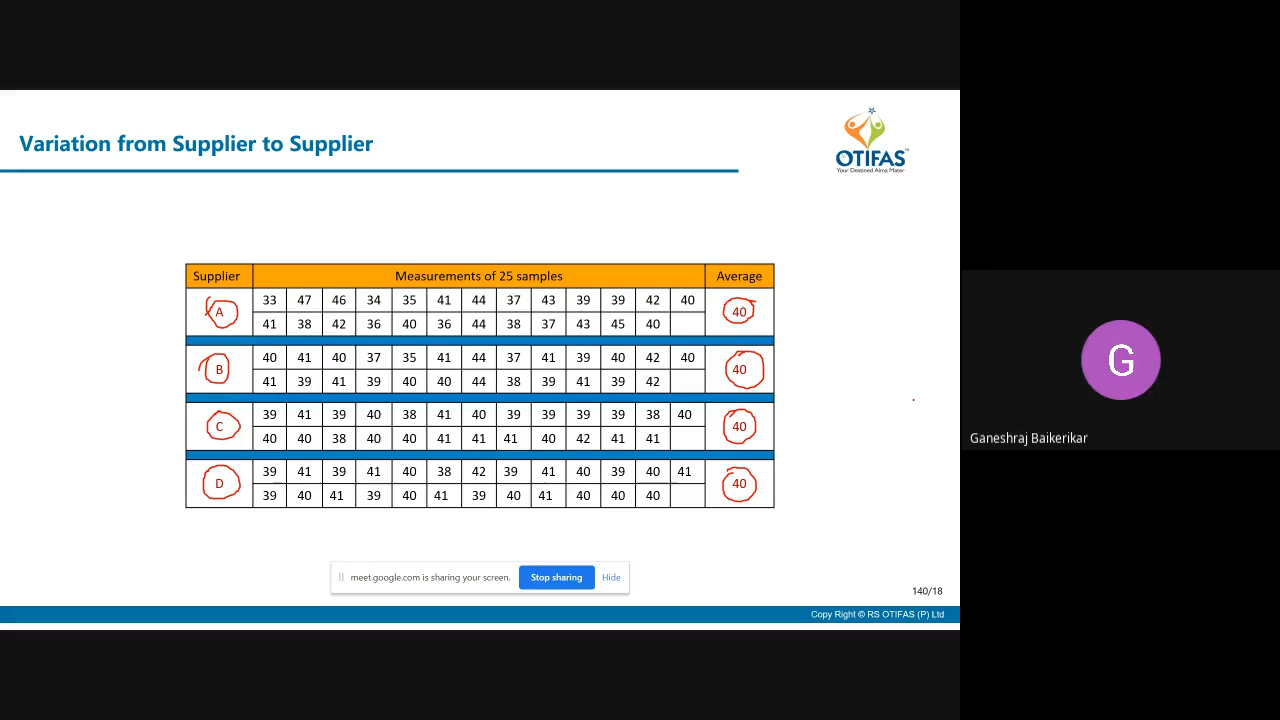 Variation from Supplier to Supplier
OTIFAS™
Your Destined Alma Mater
Supplier Measurements of 25 samples Average
33 47 46 34 35 41 44 37 43 39 39 42 40
A 40
41 38 42 36 40 36 44 38 37 43 45 40
40 41 40 37 35 41 44 37 41 39 40 42 40
B 40
41 39 41 39 40 40 44 38 39 41 39 42
39 41 39 40 38 41 40 39 39 39 39 38 40
C 40
40 40 38 40 40 41 41 41 40 42 41 41
39 41 39 41 40 38 42 39 41 40 39 40 41
D 40
39 40 41 39 40 41 39 40 41 40 40 40
meet.google.com is sharing your screen. Stop sharing Hide
140/18
Copy Right © RS OTIFAS (P) Ltd
G
Ganeshraj Baikerikar